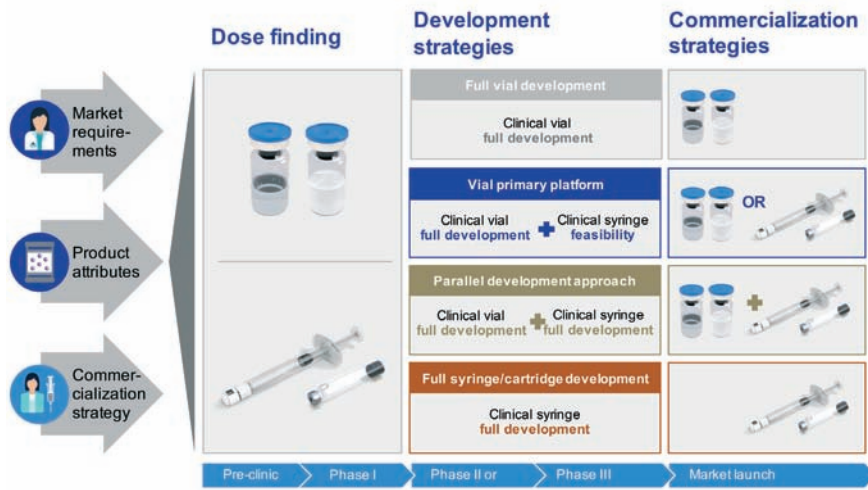 Dose finding
Development
strategies
Commercialization
strategies
Market
require-
ments
Product
attributes
Commer-
cialization
strategy
Full vial development
Clinical vial
full development
Vial primary platform
Clinical vial
full development
Clinical syringe
feasibility
OR
Parallel development approach
Clinical vial
full development
Clinical syringe
full development
Full syringe/cartridge development
Clinical syringe
full development
Pre-clinic
Phase I
Phase II or
Phase III
Market launch